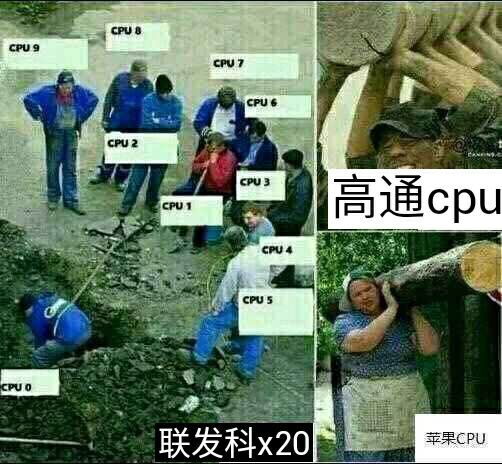 CPU 9
CPU 8
CPU 7
CPU 6
CPU 2
CPU 3
CPU 1
CPU 4
CPU 5
CPU 0
联发科x20
高通cpu
苹果CPU